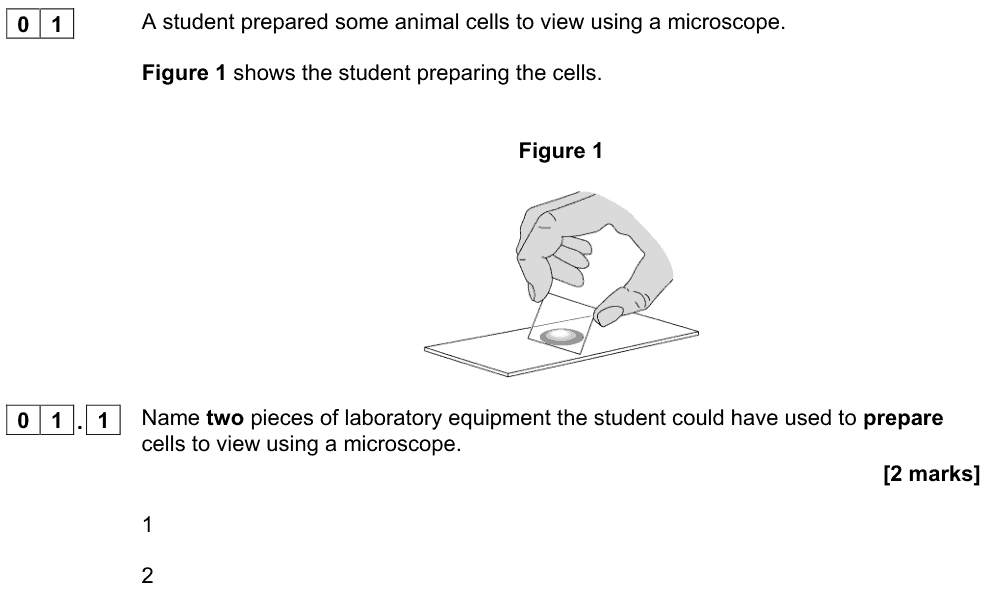 0 1 A student prepared some animal cells to view using a microscope.
Figure 1 shows the student preparing the cells.
Figure 1
0 1 . 1 Name two pieces of laboratory equipment the student could have used to prepare
cells to view using a microscope.
[2 marks]
1
2